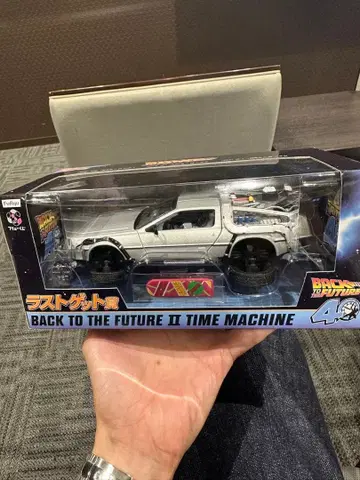 FuRyu
ラストゲット賞
BACK TO THE FUTURE II TIME MACHINE
BACK
TO THE
FUTURE
40